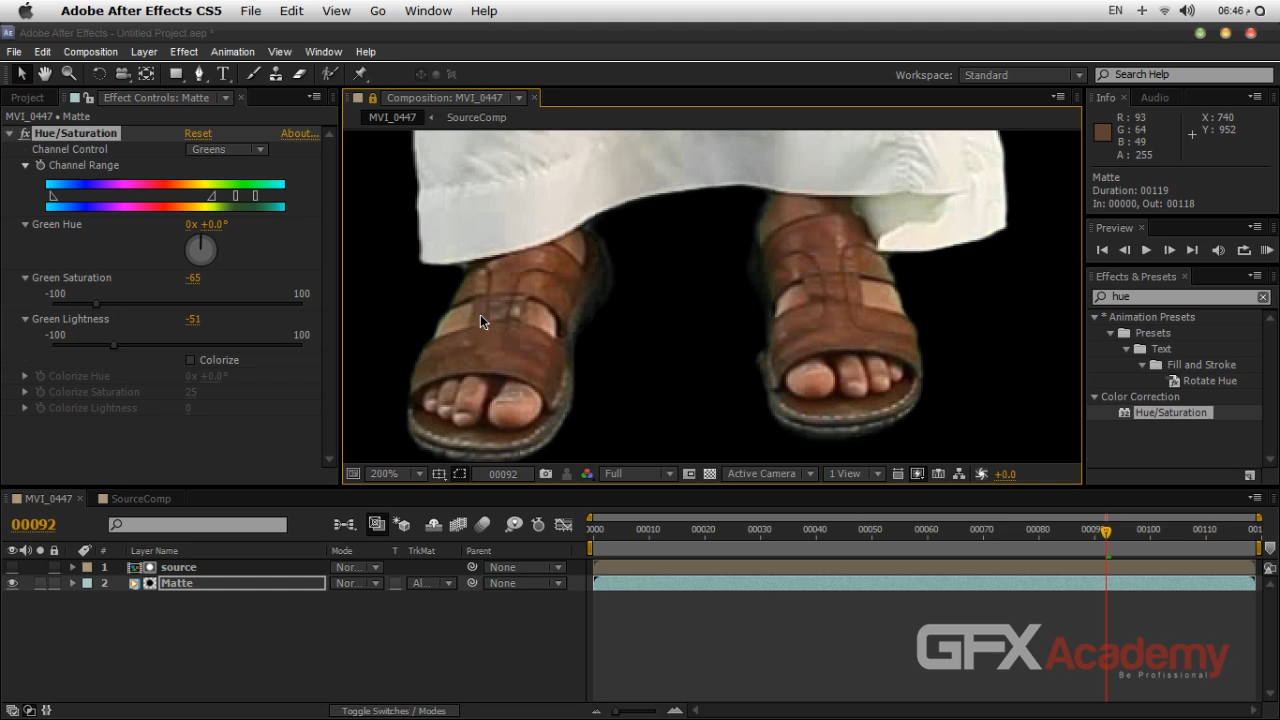 Adobe After Effects CS5 File Edit View Go Window Help EN م 06:46
Adobe After Effects - Untitled Project.aep *
File Edit Composition Layer Effect Animation View Window Help
Workspace: Standard Search Help
Project Effect Controls: Matte
MVI_0447 • Matte
fx Hue/Saturation Reset About...
Channel Control Greens
Channel Range
Green Hue 0x +0.0°
Green Saturation -65
-100 100
Green Lightness -51
-100 100
Colorize
Colorize Hue 0x +0.0°
Colorize Saturation 25
Colorize Lightness 0
Composition: MVI_0447
MVI_0447 SourceComp
200% 00092 Full Active Camera 1 View +0.0
Info Audio
R: 93 X: 740
G: 64 Y: 952
B: 49
A: 255
Matte
Duration: 00119
In: 00000, Out: 00118
Preview
Effects & Presets
hue
* Animation Presets
Presets
Text
Fill and Stroke
Rotate Hue
Color Correction
Hue/Saturation
MVI_0447 SourceComp
00092
0000 00010 00020 00030 00040 00050 00060 00070 00080 00090 00100 00110 001
# Layer Name Mode T TrkMat Parent
1 source Nor... None
2 Matte Nor... Al... None
GFXAcademy
Be Profissional
Toggle Switches / Modes